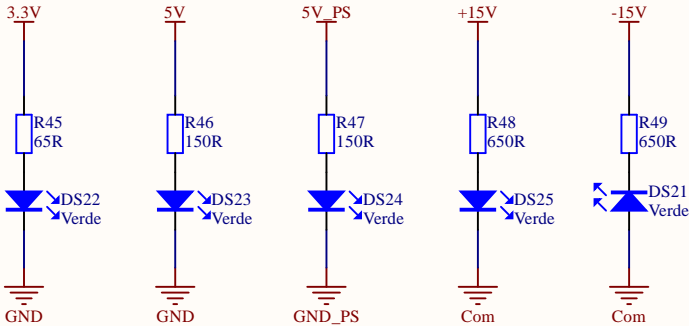 3.3V
5V
5V_PS
+15V
-15V
R45
65R
R46
150R
R47
150R
R48
650R
R49
650R
DS22
Verde
DS23
Verde
DS24
Verde
DS25
Verde
DS21
Verde
GND
GND
GND_PS
Com
Com